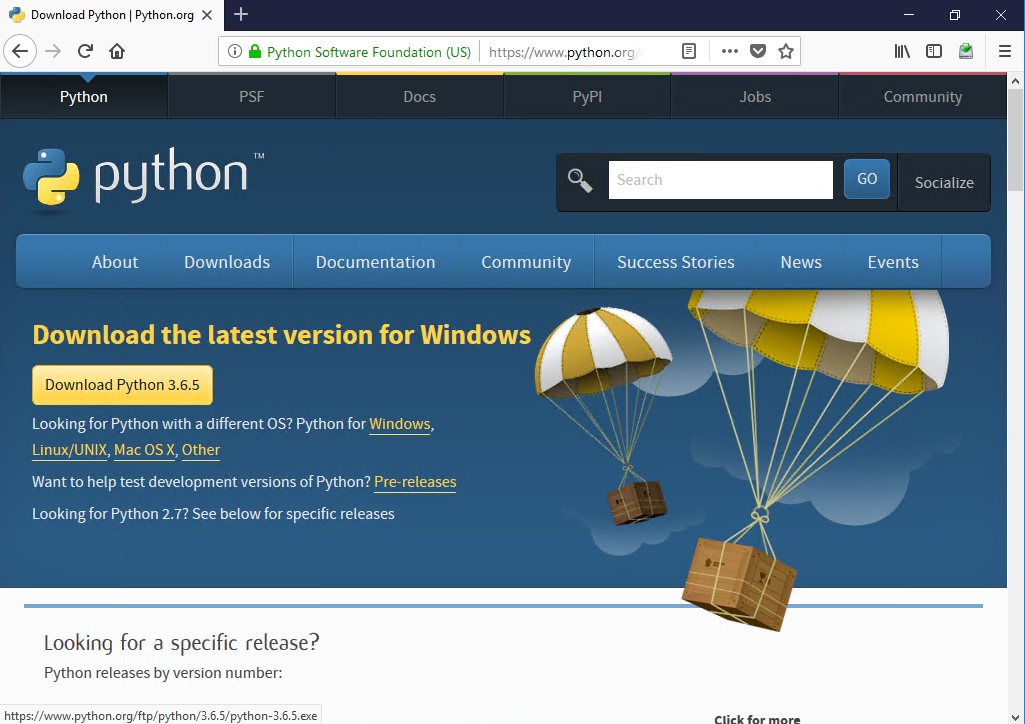 Download Python | Python.org
Python Software Foundation (US) https://www.python.org/
Python PSF Docs PyPI Jobs Community
python™
Search GO Socialize
About Downloads Documentation Community Success Stories News Events
Download the latest version for Windows
Download Python 3.6.5
Looking for Python with a different OS? Python for Windows,
Linux/UNIX, Mac OS X, Other
Want to help test development versions of Python? Pre-releases
Looking for Python 2.7? See below for specific releases
Looking for a specific release?
Python releases by version number:
https://www.python.org/ftp/python/3.6.5/python-3.6.5.exe
Click for more